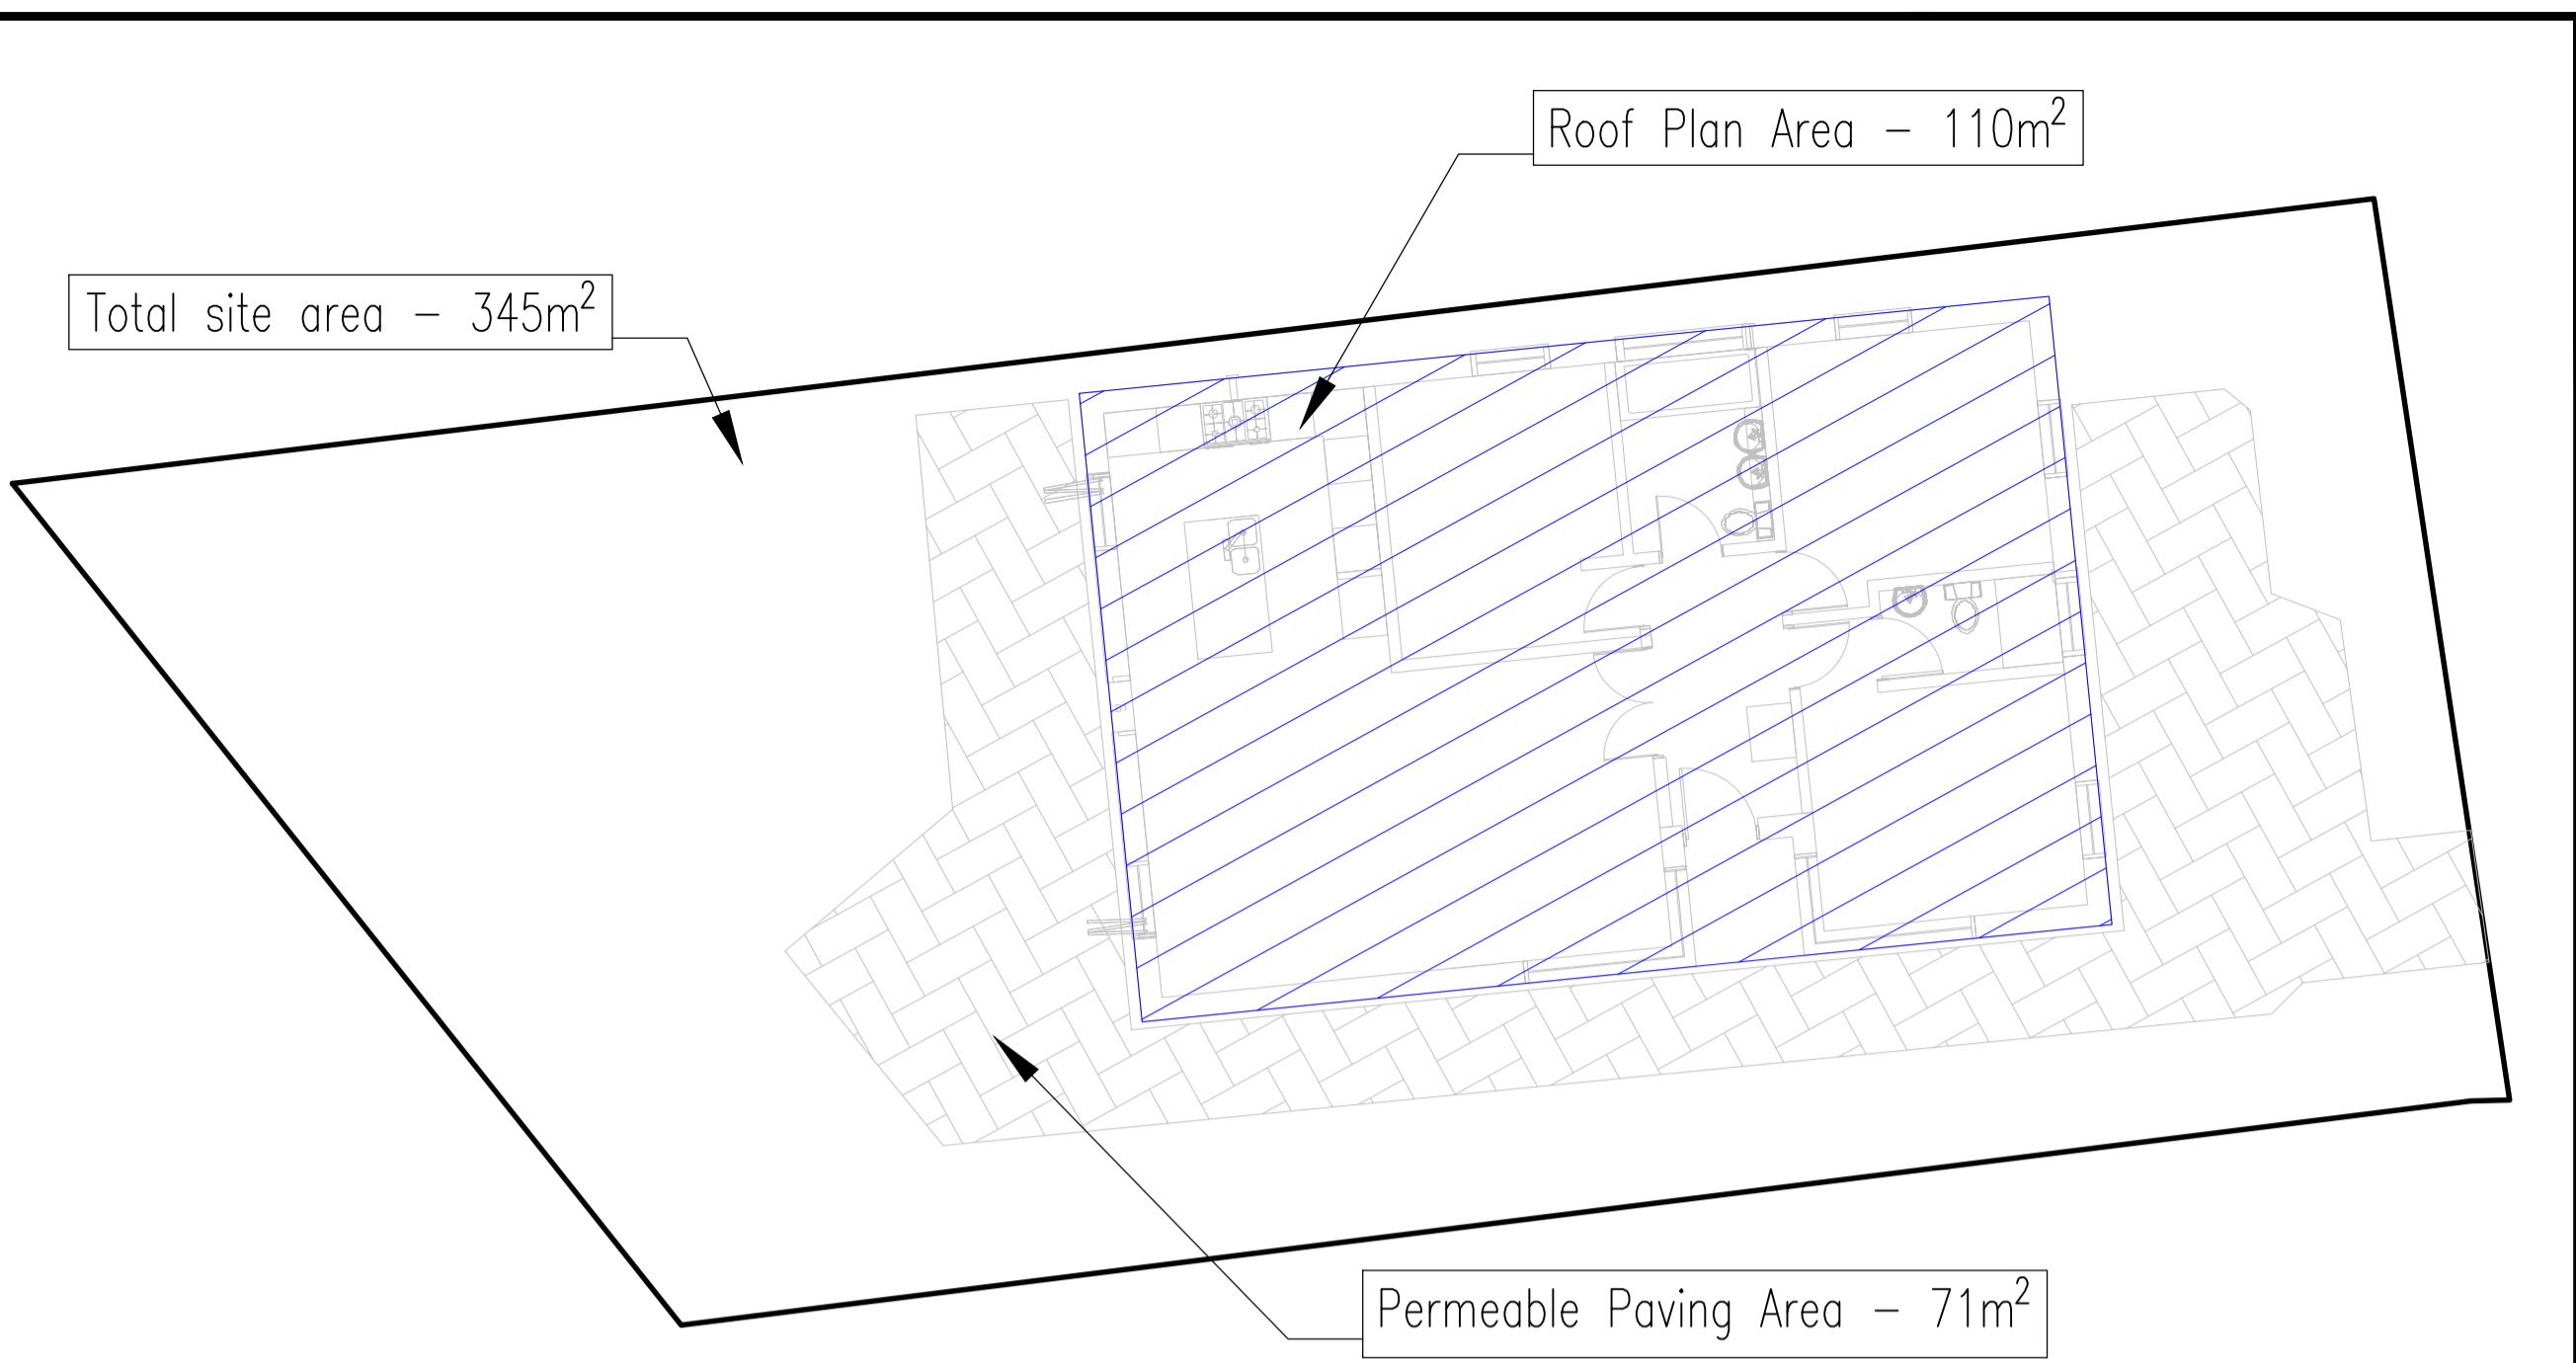 Roof Plan Area - 110m²
Total site area - 345m²
Permeable Paving Area - 71m²